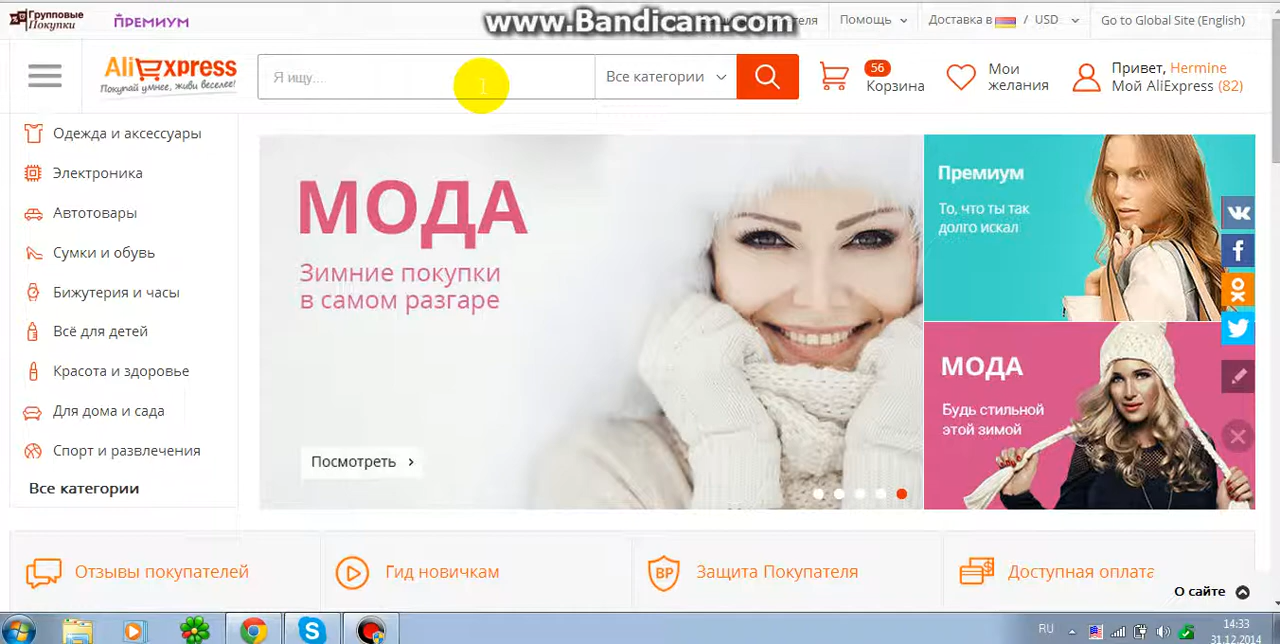 Групповые
Покупки
ПРЕМИУМ
www.Bandicam.com
Помощь
Доставка в / USD
Go to Global Site (English)
AliExpress
Покупай умнее, живи веселее!
Я ищу...
Все категории
56
Корзина
Мои
желания
Привет, Hermine
Мой AliExpress (82)
Одежда и аксессуары
Электроника
Автотовары
Сумки и обувь
Бижутерия и часы
Всё для детей
Красота и здоровье
Для дома и сада
Спорт и развлечения
Все категории
МОДА
Зимние покупки
в самом разгаре
Посмотреть
Премиум
То, что ты так
долго искал
МОДА
Будь стильной
этой зимой
Отзывы покупателей
Гид новичкам
BP
Защита Покупателя
Доступная оплата
О сайте
RU
14:33
31.12.2014